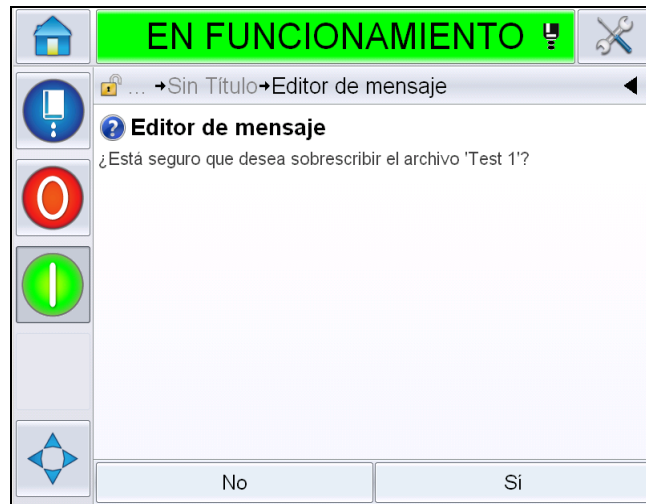 EN FUNCIONAMIENTO
... →Sin Título→Editor de mensaje
Editor de mensaje
¿Está seguro que desea sobrescribir el archivo 'Test 1'?
No
Sí